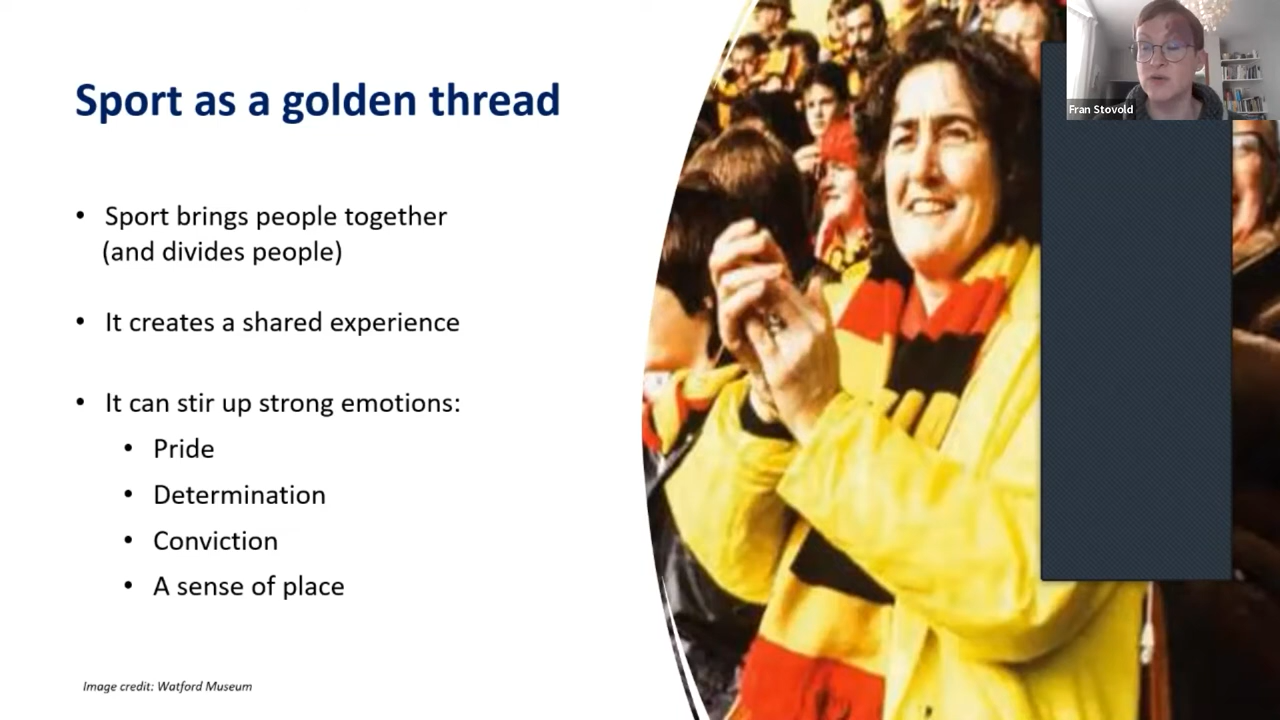 Sport as a golden thread
• Sport brings people together
(and divides people)
• It creates a shared experience
• It can stir up strong emotions:
• Pride
• Determination
• Conviction
• A sense of place
Image credit: Watford Museum
Fran Stovold